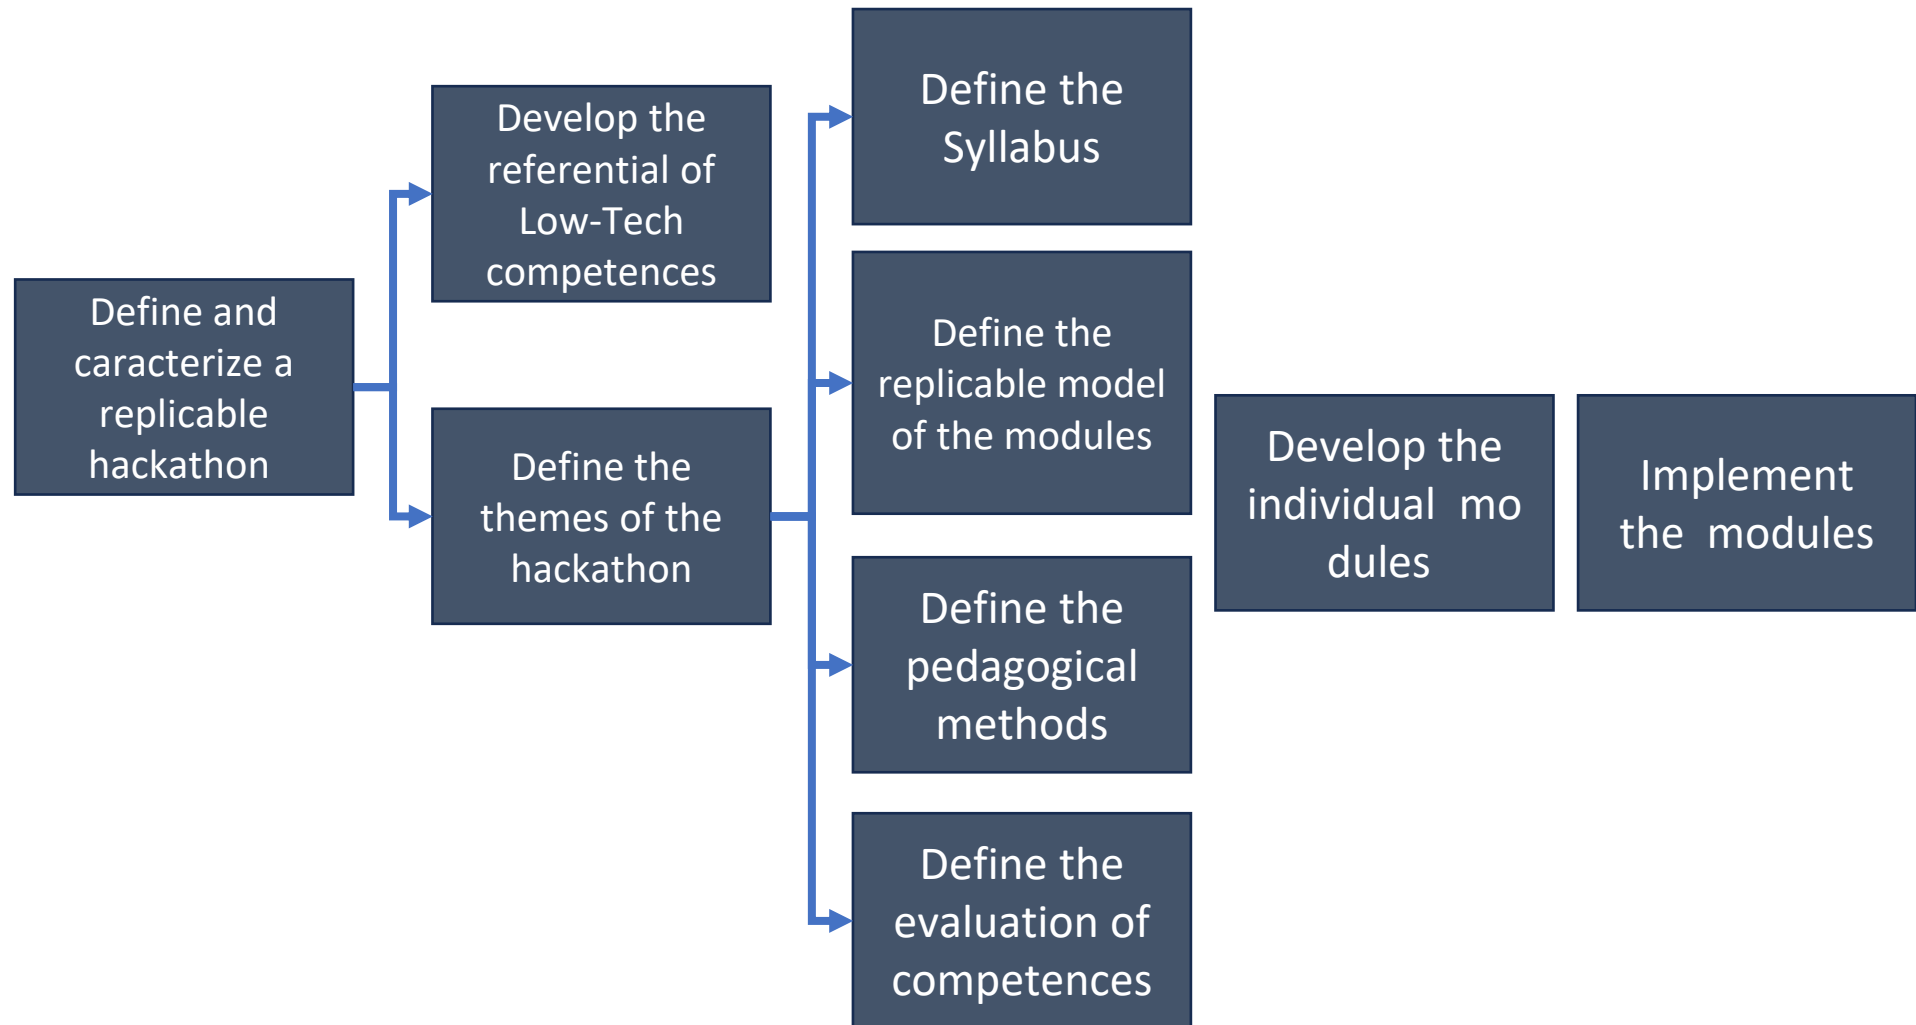 Define and
caracterize a
replicable
hackathon
Develop the
referential of
Low-Tech
competences
Define the
themes of the
hackathon
Define the
Syllabus
Define the
replicable model
of the modules
Define the
pedagogical
methods
Define the
evaluation of
competences
Develop the
individual  mo
dules
Implement
the  modules